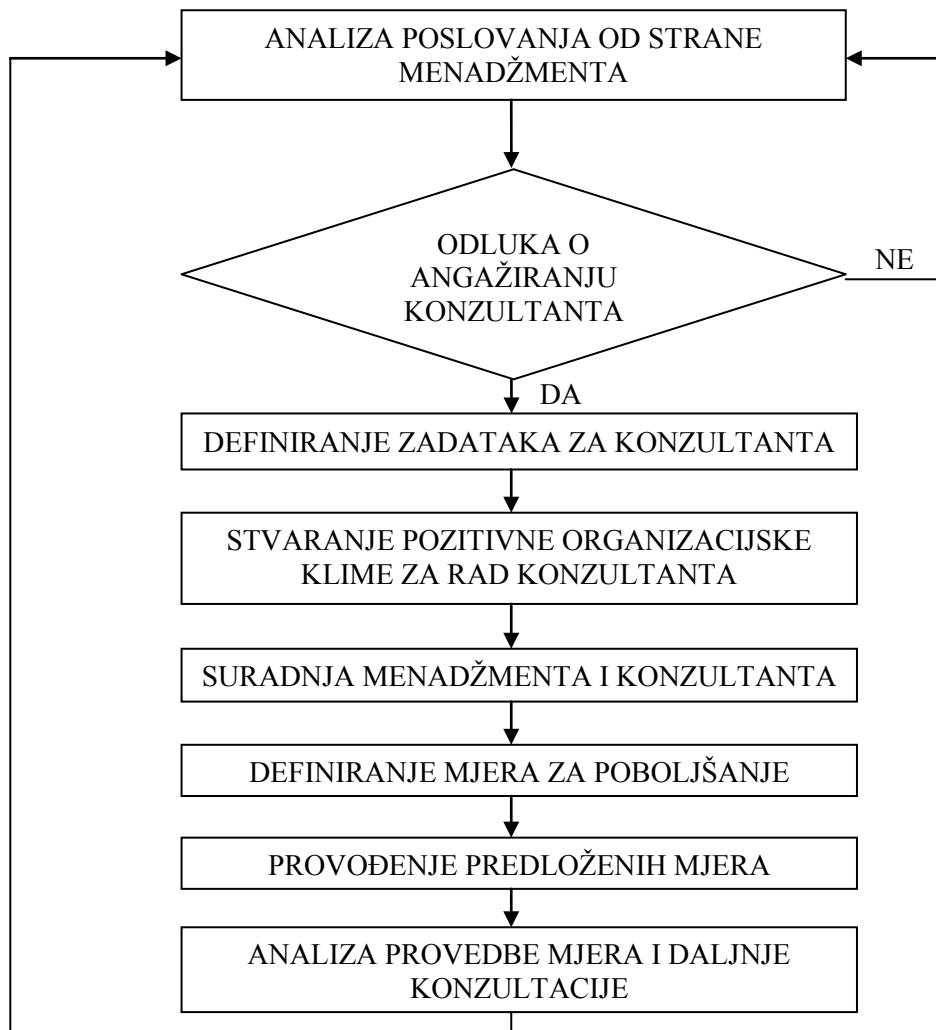 ANALIZA POSLOVANJA OD STRANE
MENADŽMENTA
ODLUKA O
ANGAŽIRANJU
KONZULTANTA
NE
DA
DEFINIRANJE ZADATAKA ZA KONZULTANTA
STVARANJE POZITIVNE ORGANIZACIJSKE
KLIME ZA RAD KONZULTANTA
SURADNJA MENADŽMENTA I KONZULTANTA
DEFINIRANJE MJERA ZA POBOLJŠANJE
PROVOĐENJE PREDLOŽENIH MJERA
ANALIZA PROVEDBE MJERA I DALJNJE
KONZULTACIJE